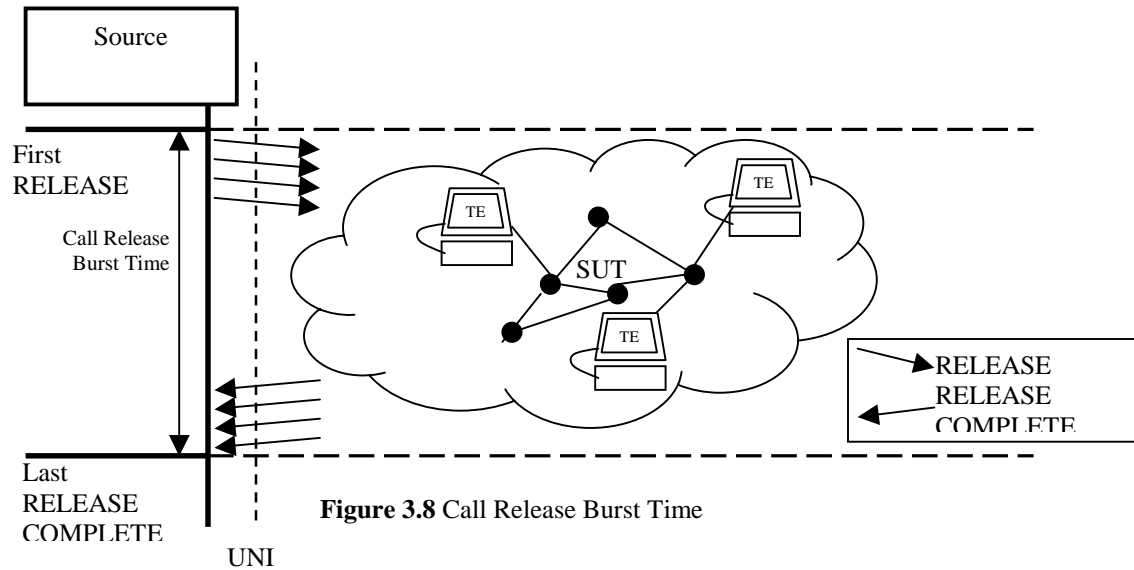 Source
First
RELEASE
Call Release
Burst Time
TE
TE
SUT
TE
RELEASE
RELEASE
COMPLETE
Last
RELEASE
COMPLETE
Figure 3.8 Call Release Burst Time
UNI